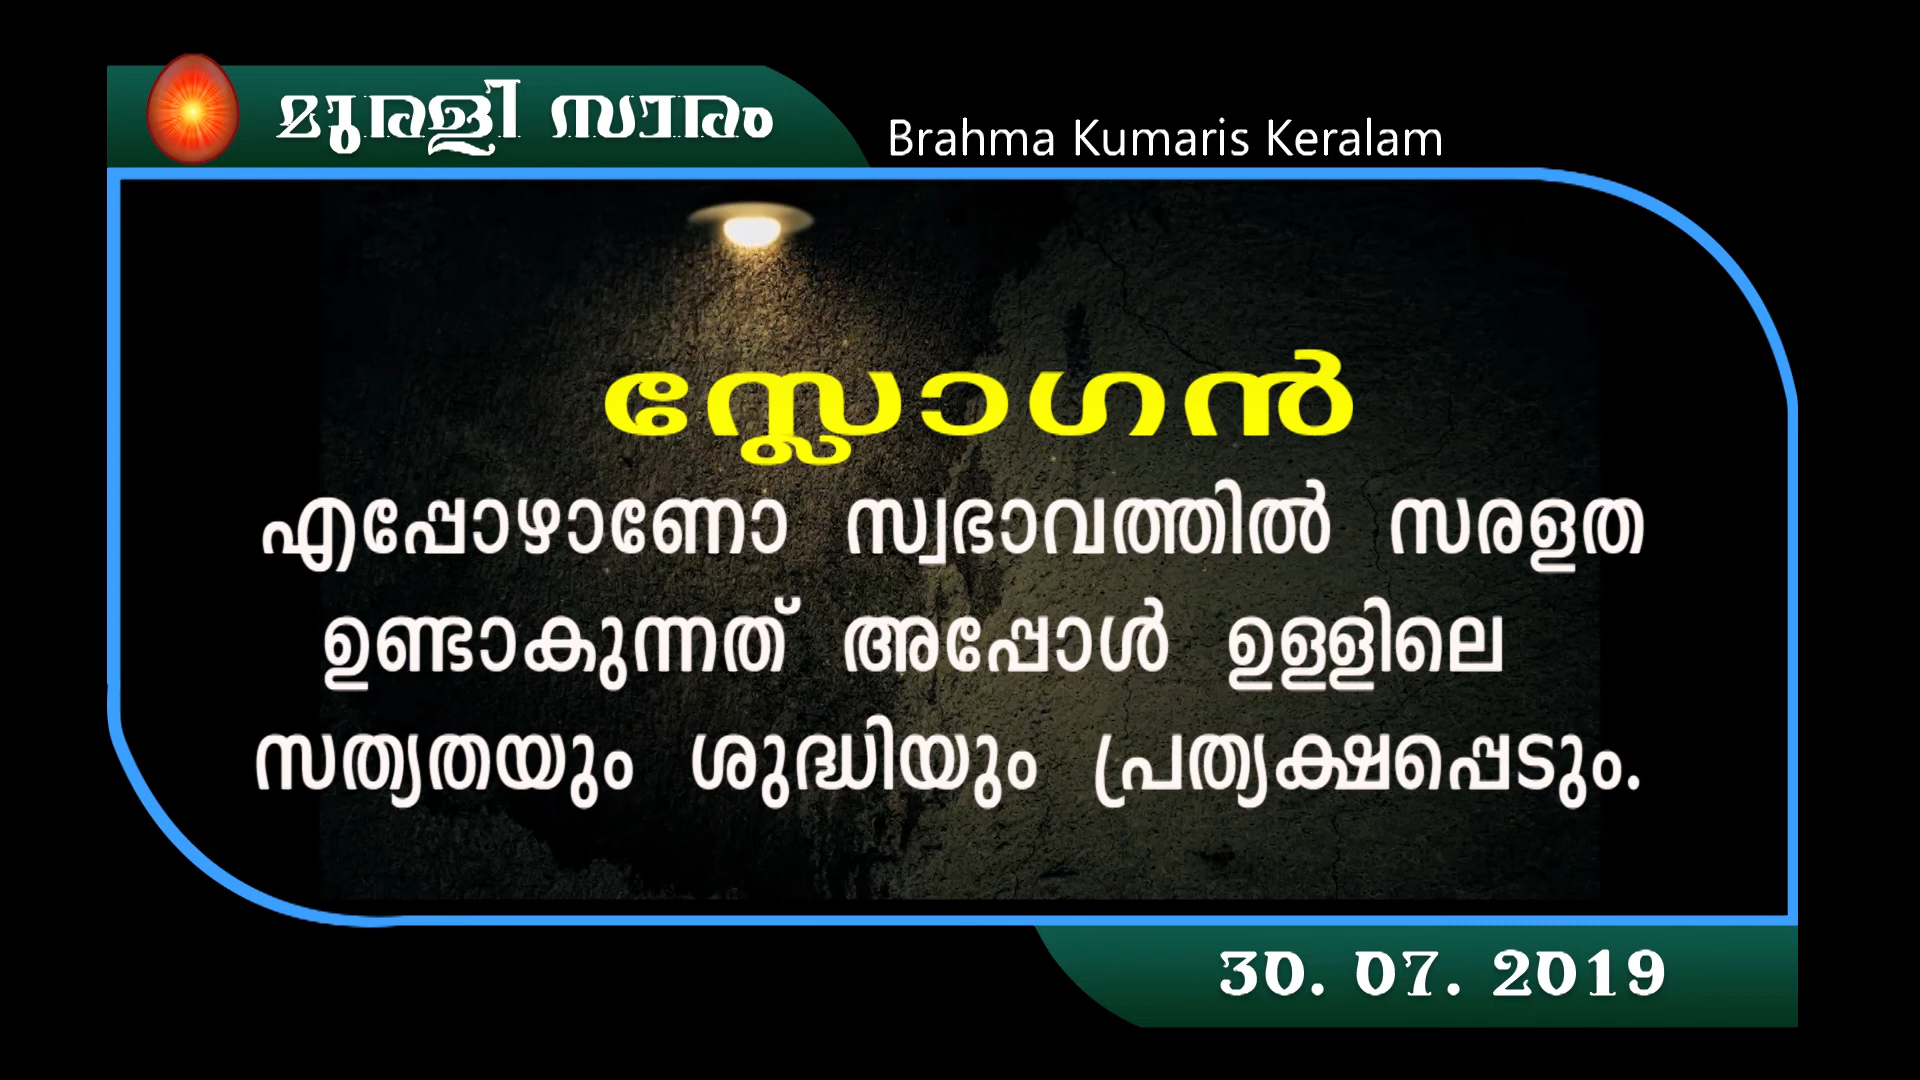 മുരളി സാരം
Brahma Kumaris Keralam
സ്ലോഗൻ
എപ്പോഴാണോ സ്വഭാവത്തിൽ സരളത
ഉണ്ടാകുന്നത് അപ്പോൾ ഉള്ളിലെ
സത്യതയും ശുദ്ധിയും പ്രത്യക്ഷപ്പെടും.
30. 07. 2019